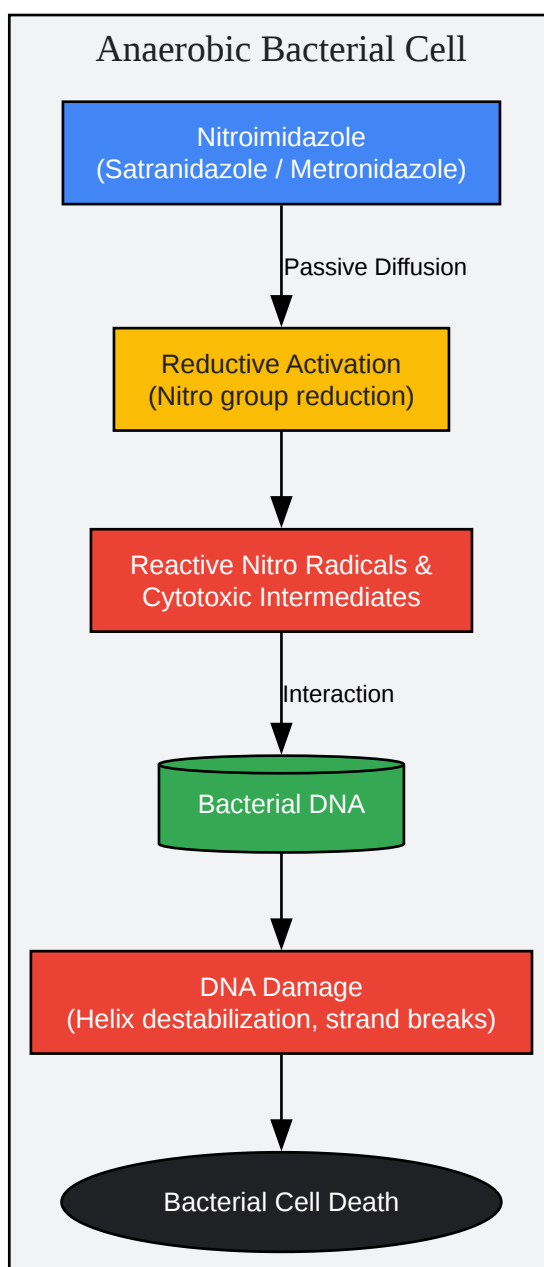 Anaerobic Bacterial Cell
Nitroimidazole
(Satranidazole / Metronidazole)
Passive Diffusion
Reductive Activation
(Nitro group reduction)
Reactive Nitro Radicals &
Cytotoxic Intermediates
Interaction
Bacterial DNA
DNA Damage
(Helix destabilization, strand breaks)
Bacterial Cell Death